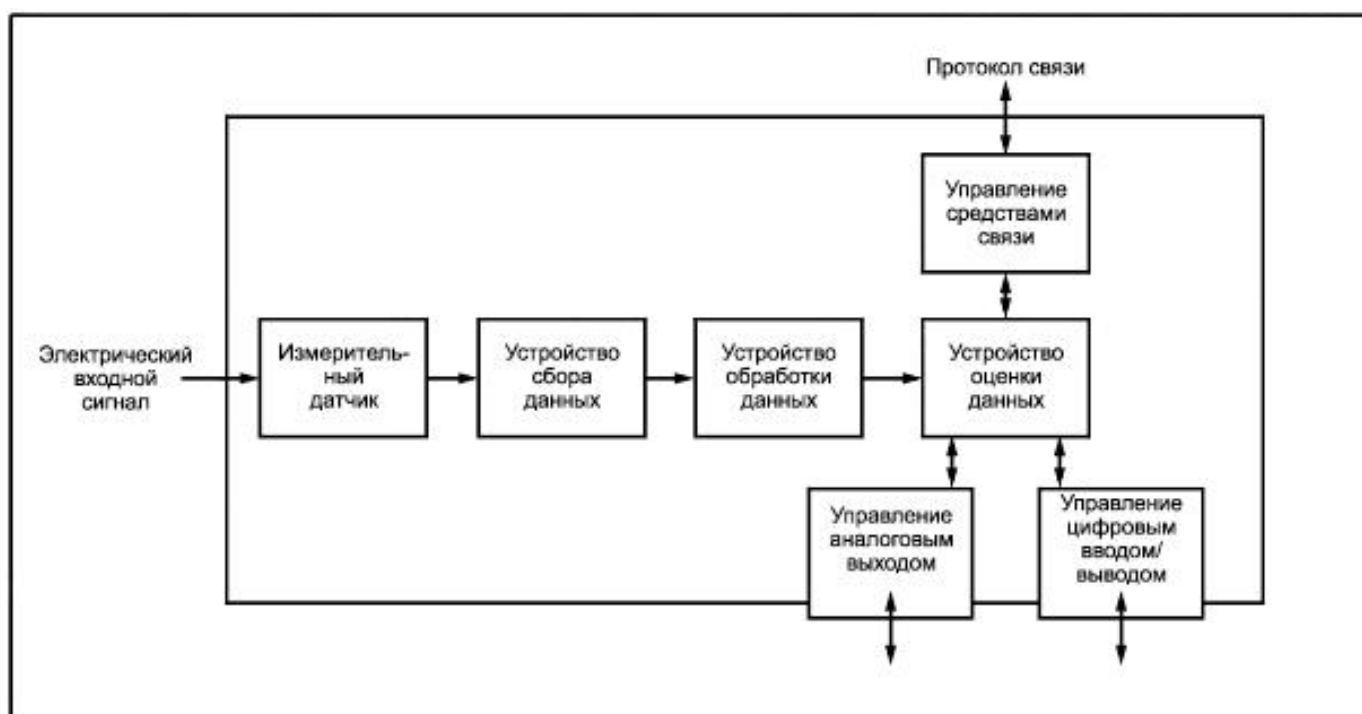 Протокол связи
Управление
средствами
связи
Электрический
входной
сигнал
Измеритель-
ный
датчик
Устройство
сбора
данных
Устройство
обработки
данных
Устройство
оценки
данных
Управление
аналоговым
выходом
Управление
цифровым
вводом/
выводом